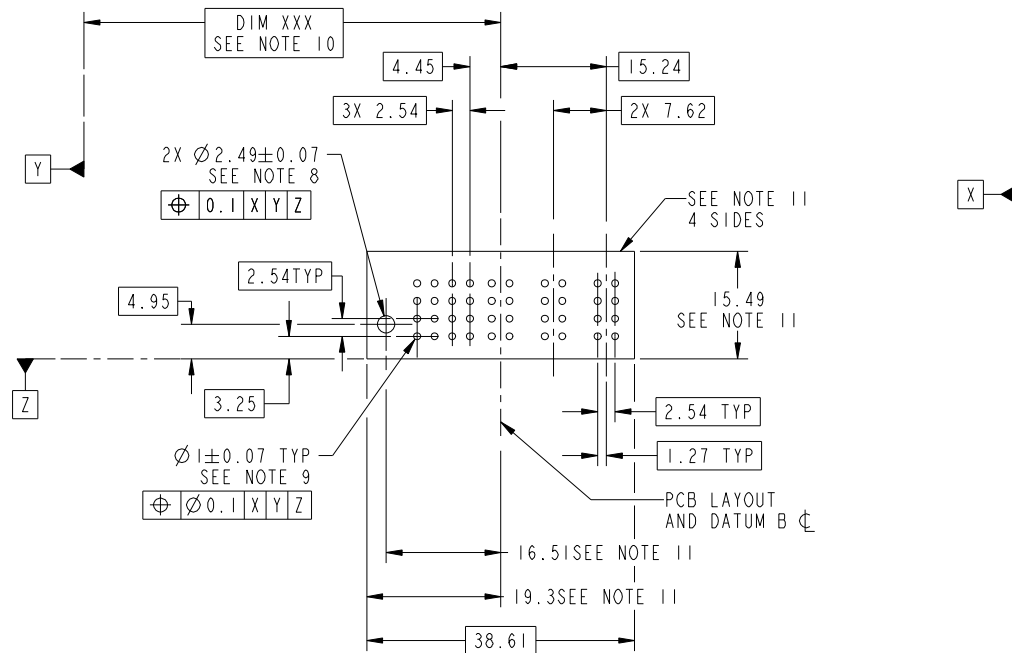 DIM XXX
SEE NOTE 10
4.45
15.24
3X 2.54
2X 7.62
Y
2X Ø2.49±0.07
SEE NOTE 8
⌖ 0.1 X Y Z
X
SEE NOTE 11
4 SIDES
2.54TYP
4.95
15.49
SEE NOTE 11
Z
3.25
2.54 TYP
Ø1±0.07 TYP
SEE NOTE 9
1.27 TYP
⌖ Ø0.1 X Y Z
PCB LAYOUT
AND DATUM B ℄
16.51SEE NOTE 11
19.3SEE NOTE 11
38.61